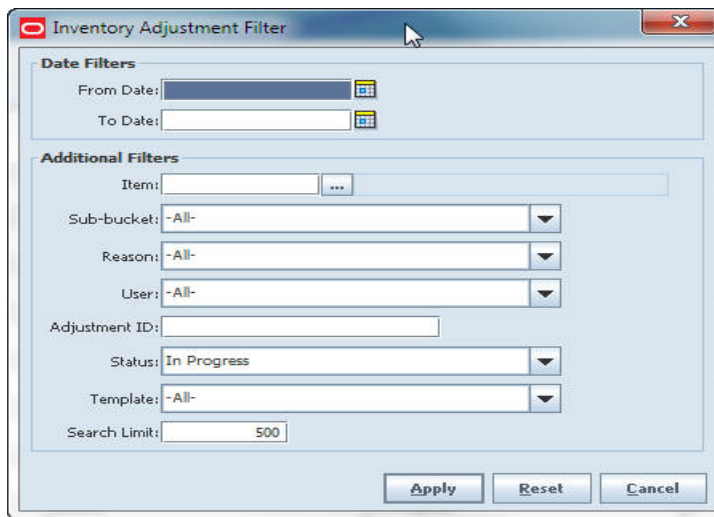 Inventory Adjustment Filter
Date Filters
From Date:
To Date:
Additional Filters
Item: ...
Sub-bucket: -All-
Reason: -All-
User: -All-
Adjustment ID:
Status: In Progress
Template: -All-
Search Limit: 500
Apply Reset Cancel